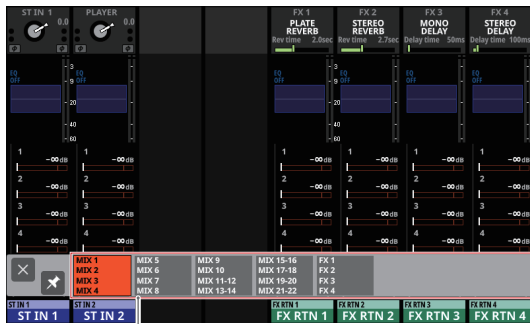 ST IN 1
PLAYER
FX 1
FX 2
FX 3
FX 4
0.0
0.0
PLATE
REVERB
STEREO
REVERB
MONO
DELAY
STEREO
DELAY
Rev time 2.0sec
Rev time 2.7sec
Delay time 50ms
Delay time 100ms
EQ
OFF
EQ
OFF
EQ
OFF
EQ
OFF
EQ
OFF
EQ
OFF
3
9
20
40
60
3
9
20
40
60
1
-∞dB
1
-∞dB
1
-∞dB
1
-∞dB
1
-∞dB
1
-∞dB
2
-∞dB
2
-∞dB
2
-∞dB
2
-∞dB
2
-∞dB
2
-∞dB
3
-∞dB
3
-∞dB
3
-∞dB
3
-∞dB
3
-∞dB
3
-∞dB
4
-∞dB
4
-∞dB
4
-∞dB
4
-∞dB
4
-∞dB
4
-∞dB
MIX 1
MIX 2
MIX 3
MIX 4
MIX 5
MIX 6
MIX 7
MIX 8
MIX 9
MIX 10
MIX 11-12
MIX 13-14
MIX 15-16
MIX 17-18
MIX 19-20
MIX 21-22
FX 1
FX 2
FX 3
FX 4
ST IN 1
ST IN 2
FX RTN 1
FX RTN 2
FX RTN 3
FX RTN 4
ST IN 1
ST IN 2
FX RTN 1
FX RTN 2
FX RTN 3
FX RTN 4